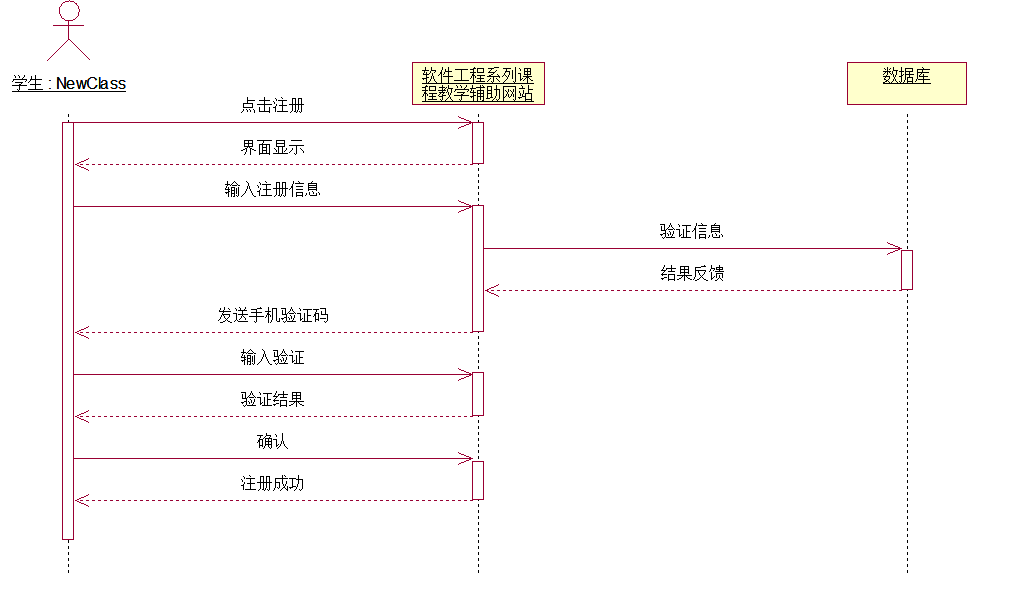 学生 : NewClass
软件工程系列课
程教学辅助网站
数据库
点击注册
界面显示
输入注册信息
验证信息
结果反馈
发送手机验证码
输入验证
验证结果
确认
注册成功